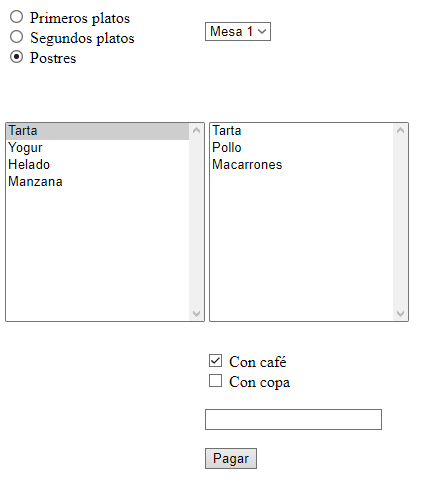 Primeros platos
Segundos platos
Postres
Mesa 1
Tarta
Yogur
Helado
Manzana
Tarta
Pollo
Macarrones
Con café
Con copa
Pagar